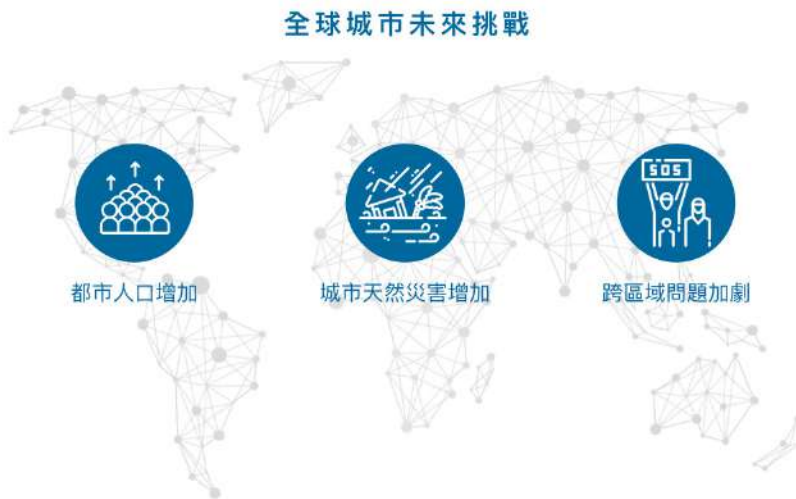 全球城市未來挑戰
SOS
都市人口增加
城市天然災害增加
跨區域問題加劇